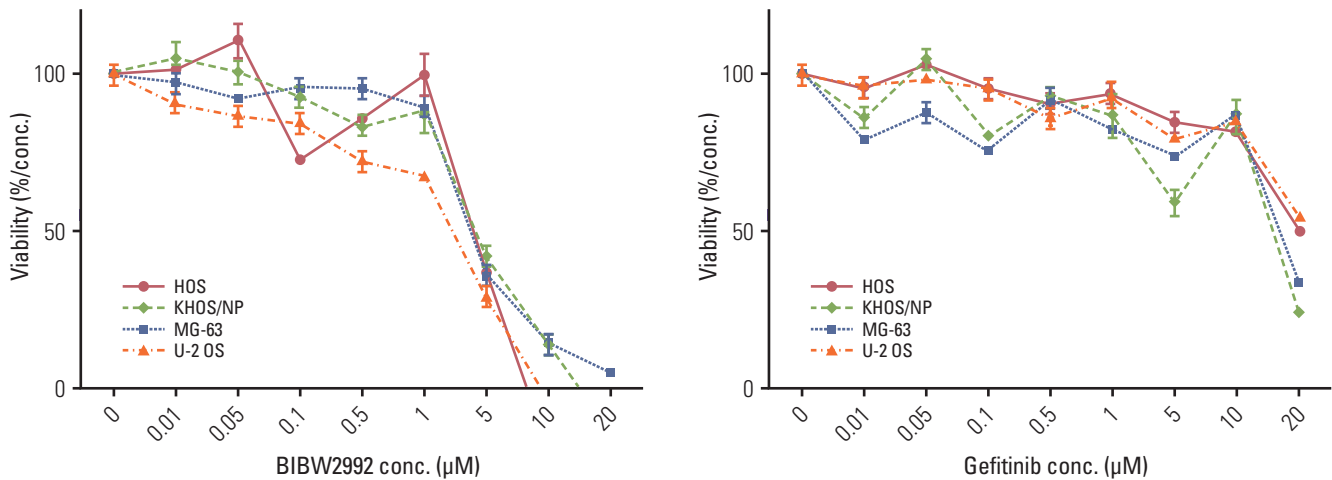 Viability (%/conc.)
100
50
0
HOS
KHOS/NP
MG-63
U-2 OS
0
0.01
0.05
0.1
0.5
1
5
10
20
BIBW2992 conc. (µM)
Viability (%/conc.)
100
50
0
HOS
KHOS/NP
MG-63
U-2 OS
0
0.01
0.05
0.1
0.5
1
5
10
20
Gefitinib conc. (µM)